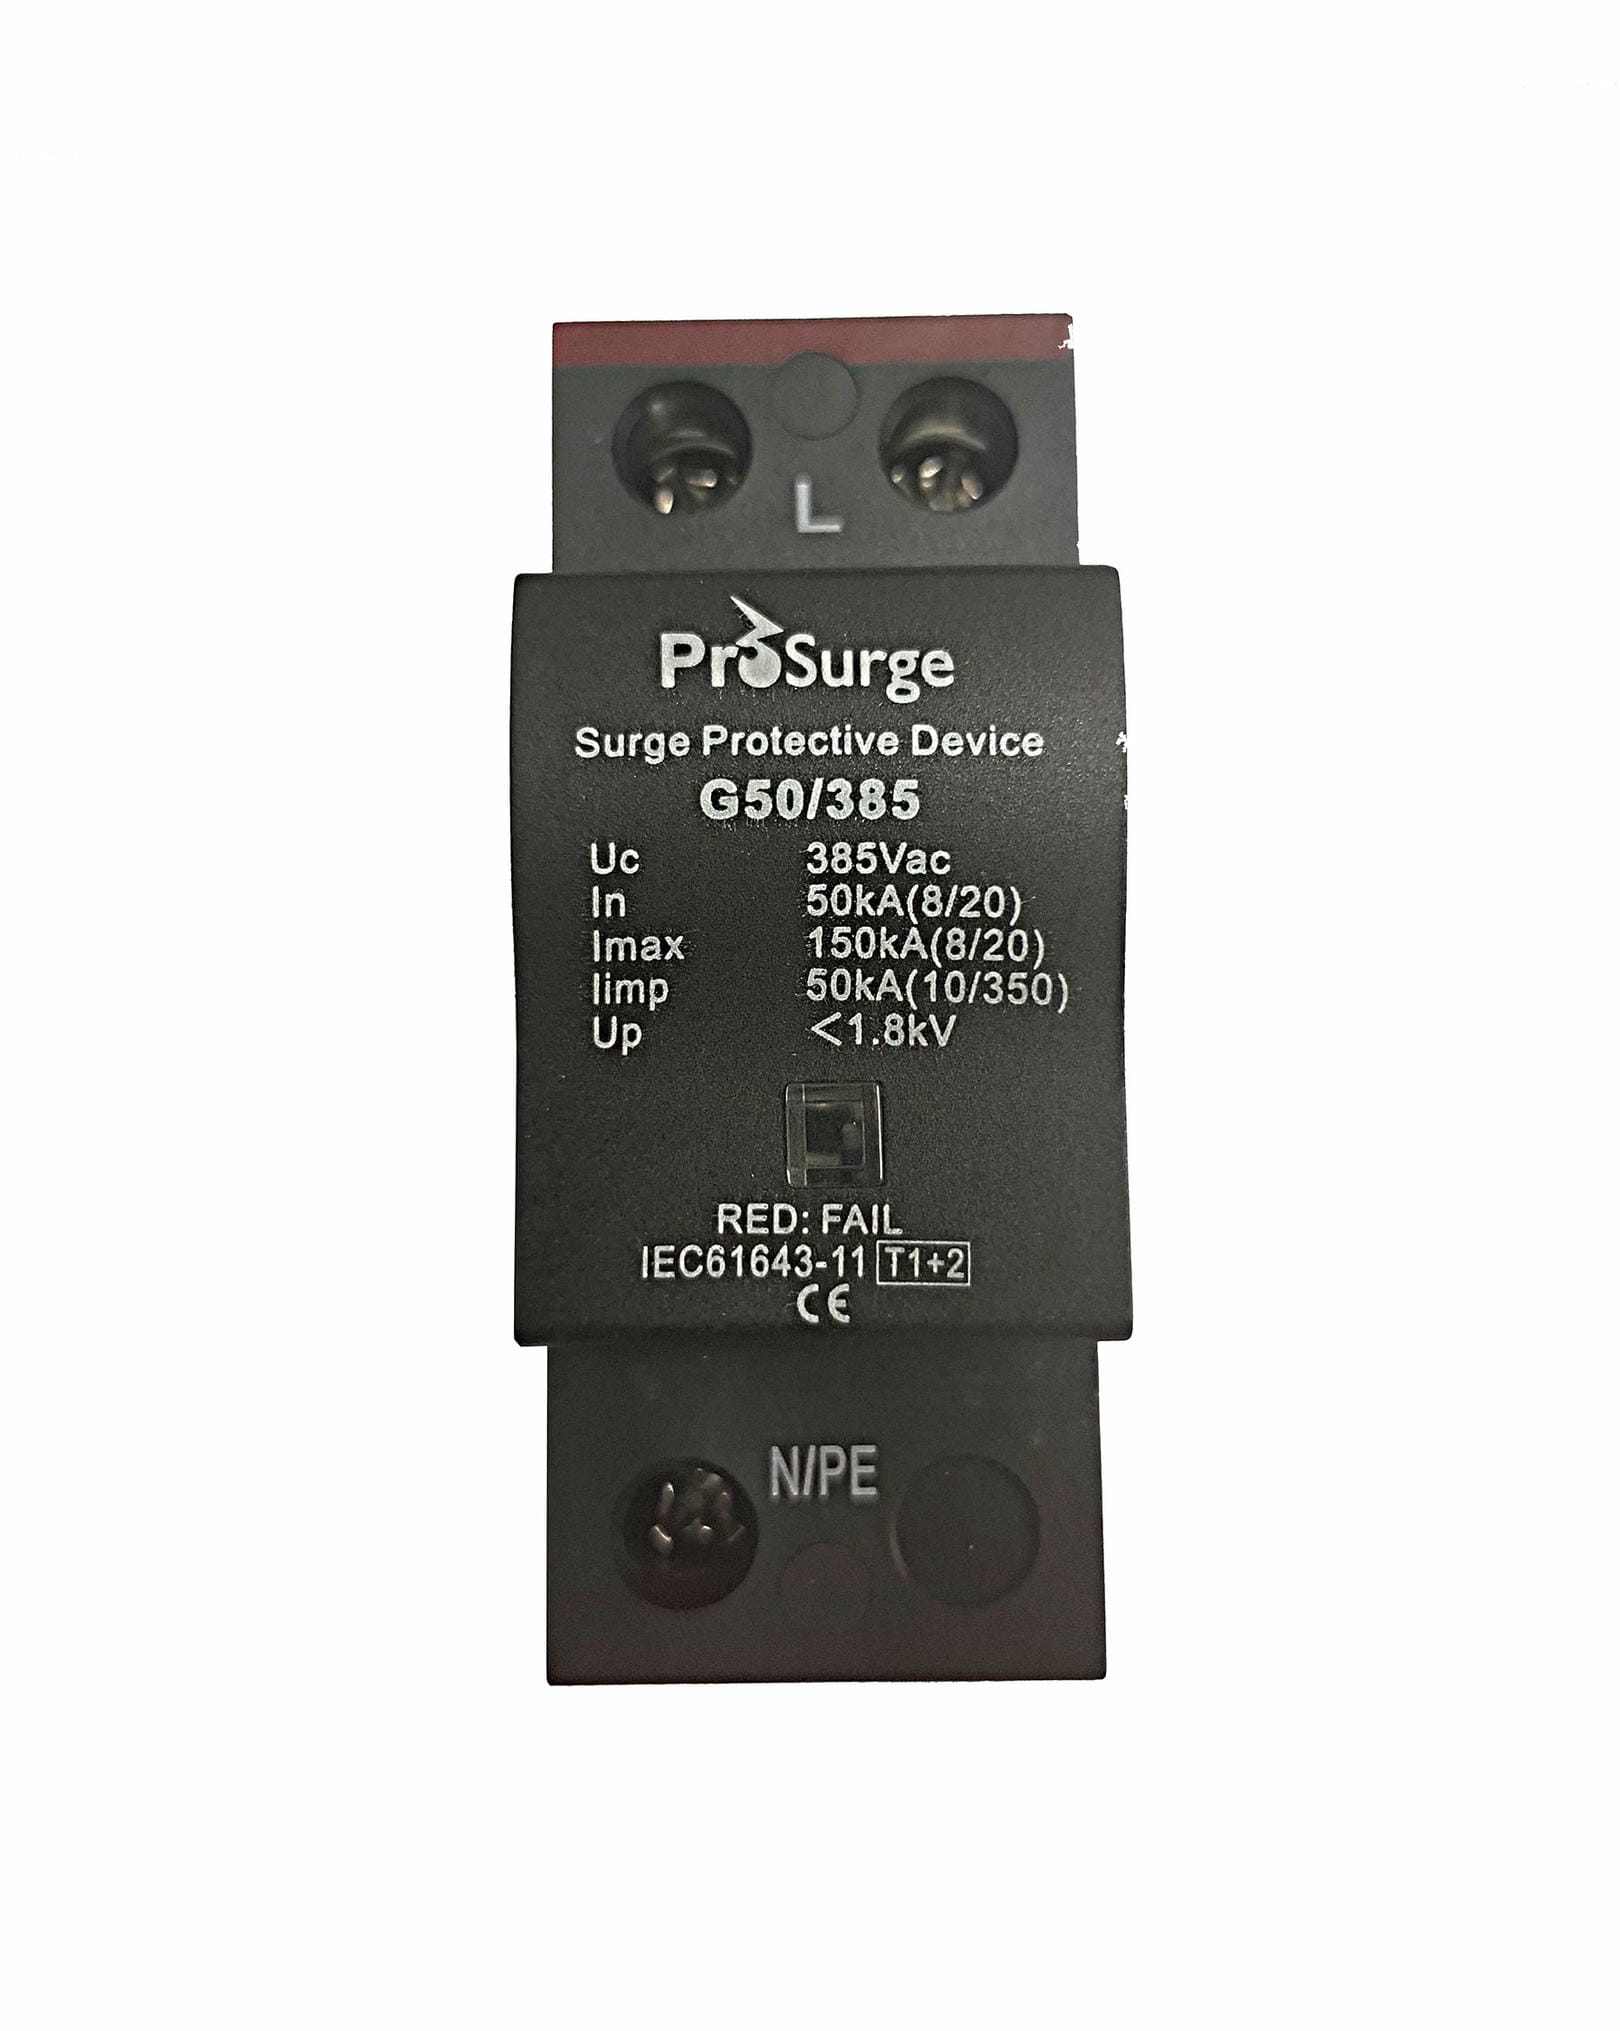 L
ProSurge
Surge Protective Device
G50/385
Uc 385Vac
In 50kA(8/20)
Imax 150kA(8/20)
Iimp 50kA(10/350)
Up <1.8kV
RED: FAIL
IEC61643-11 T1+2
CE
N/PE